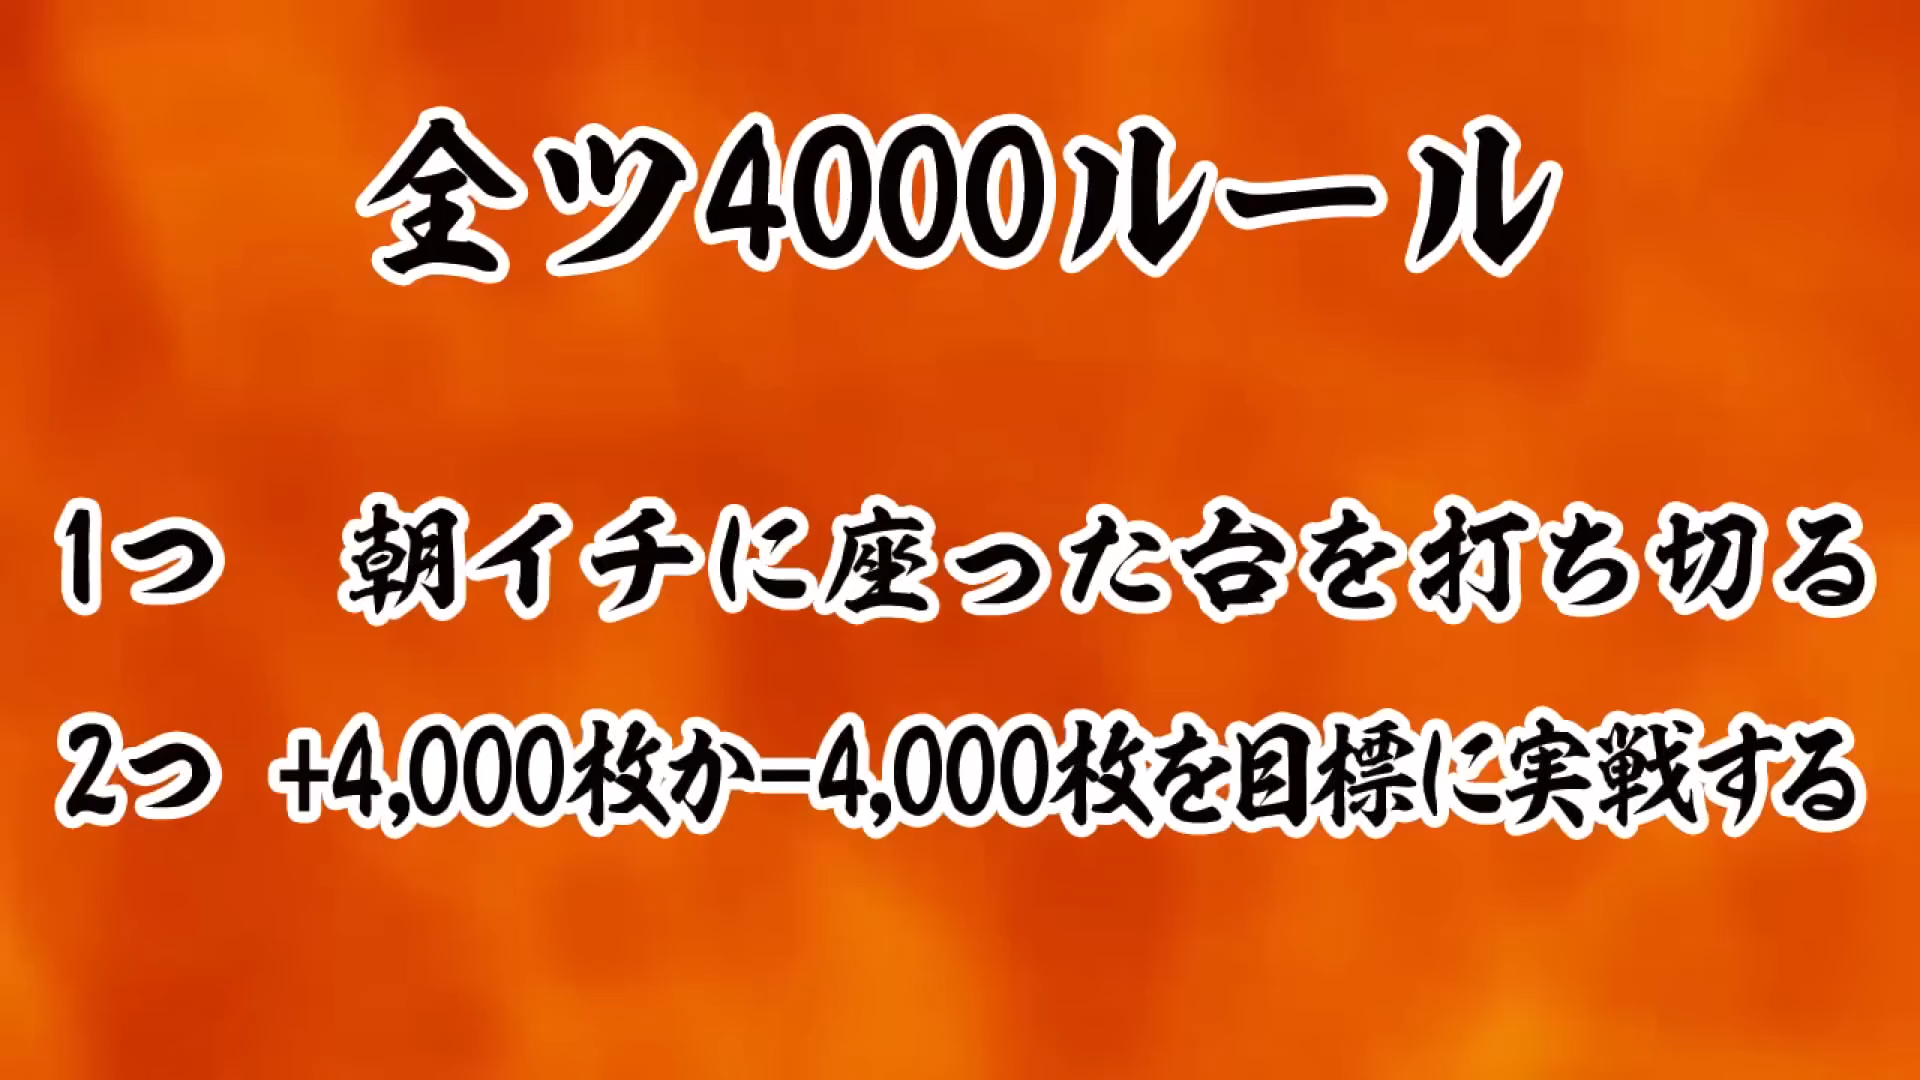 全ツ4000ルール
1つ　朝イチに座った台を打ち切る
2つ +4,000枚か-4,000枚を目標に実戦する